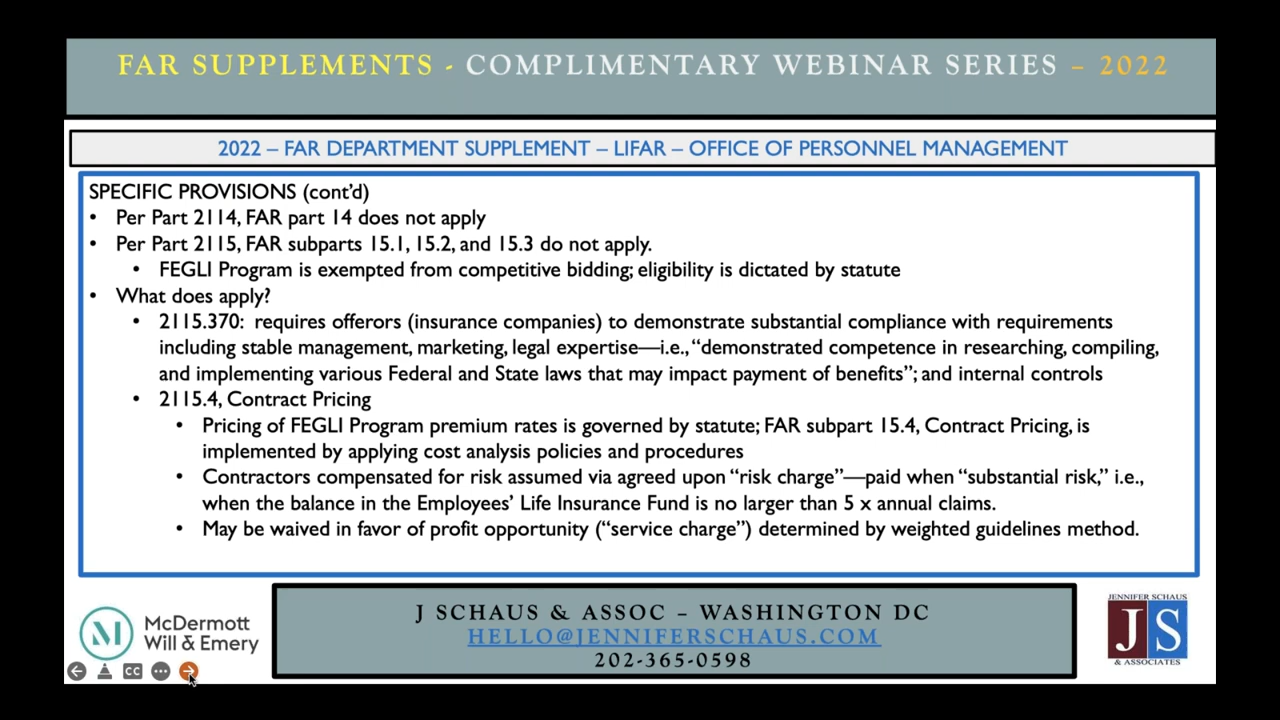 FAR SUPPLEMENTS - COMPLIMENTARY WEBINAR SERIES – 2022
2022 – FAR DEPARTMENT SUPPLEMENT – LIFAR – OFFICE OF PERSONNEL MANAGEMENT
SPECIFIC PROVISIONS (cont’d)
• Per Part 2114, FAR part 14 does not apply
• Per Part 2115, FAR subparts 15.1, 15.2, and 15.3 do not apply.
• FEGLI Program is exempted from competitive bidding; eligibility is dictated by statute
• What does apply?
• 2115.370: requires offerors (insurance companies) to demonstrate substantial compliance with requirements
including stable management, marketing, legal expertise—i.e., “demonstrated competence in researching, compiling,
and implementing various Federal and State laws that may impact payment of benefits”; and internal controls
• 2115.4, Contract Pricing
• Pricing of FEGLI Program premium rates is governed by statute; FAR subpart 15.4, Contract Pricing, is
implemented by applying cost analysis policies and procedures
• Contractors compensated for risk assumed via agreed upon “risk charge”—paid when “substantial risk,” i.e.,
when the balance in the Employees’ Life Insurance Fund is no larger than 5 x annual claims.
• May be waived in favor of profit opportunity (“service charge”) determined by weighted guidelines method.
M
McDermott
Will & Emery
CC
J SCHAUS & ASSOC – WASHINGTON DC
HELLO@JENNIFERSCHAUS.COM
202-365-0598
JENNIFER SCHAUS
J S
& ASSOCIATES